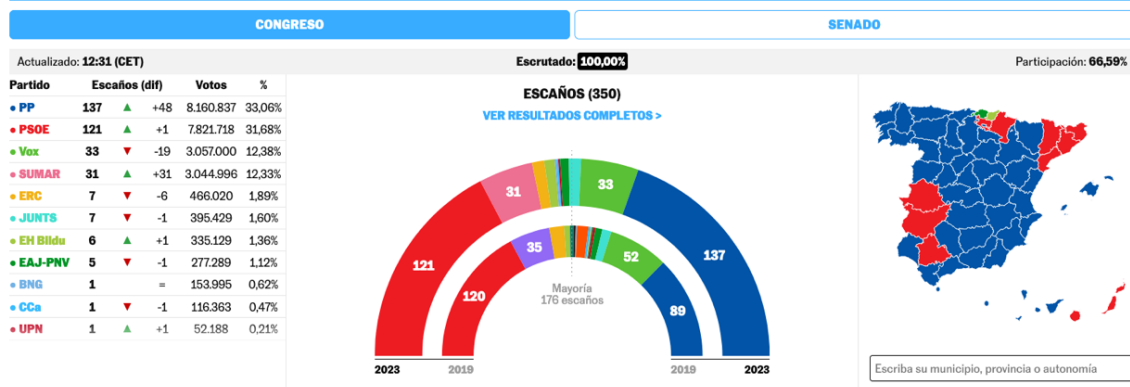 CONGRESO
SENADO
Actualizado: 12:31 (CET)
Escrutado: 100,00%
Participación: 66,59%
Partido Escaños (dif) Votos %
PP 137 ▲ +48 8.160.837 33,06%
PSOE 121 ▲ +1 7.821.718 31,68%
Vox 33 ▼ -19 3.057.000 12,38%
SUMAR 31 ▲ +31 3.044.996 12,33%
ERC 7 ▼ -6 466.020 1,89%
JUNTS 7 ▼ -1 395.429 1,60%
EH Bildu 6 ▲ +1 335.129 1,36%
EAJ-PNV 5 ▼ -1 277.289 1,12%
BNG 1 = 153.995 0,62%
CCa 1 ▼ -1 116.363 0,47%
UPN 1 ▲ +1 52.188 0,21%
ESCAÑOS (350)
VER RESULTADOS COMPLETOS >
31
33
121
137
35
52
120
89
Mayoría
176 escaños
2023
2019
2019
2023
Escriba su municipio, provincia o autonomía